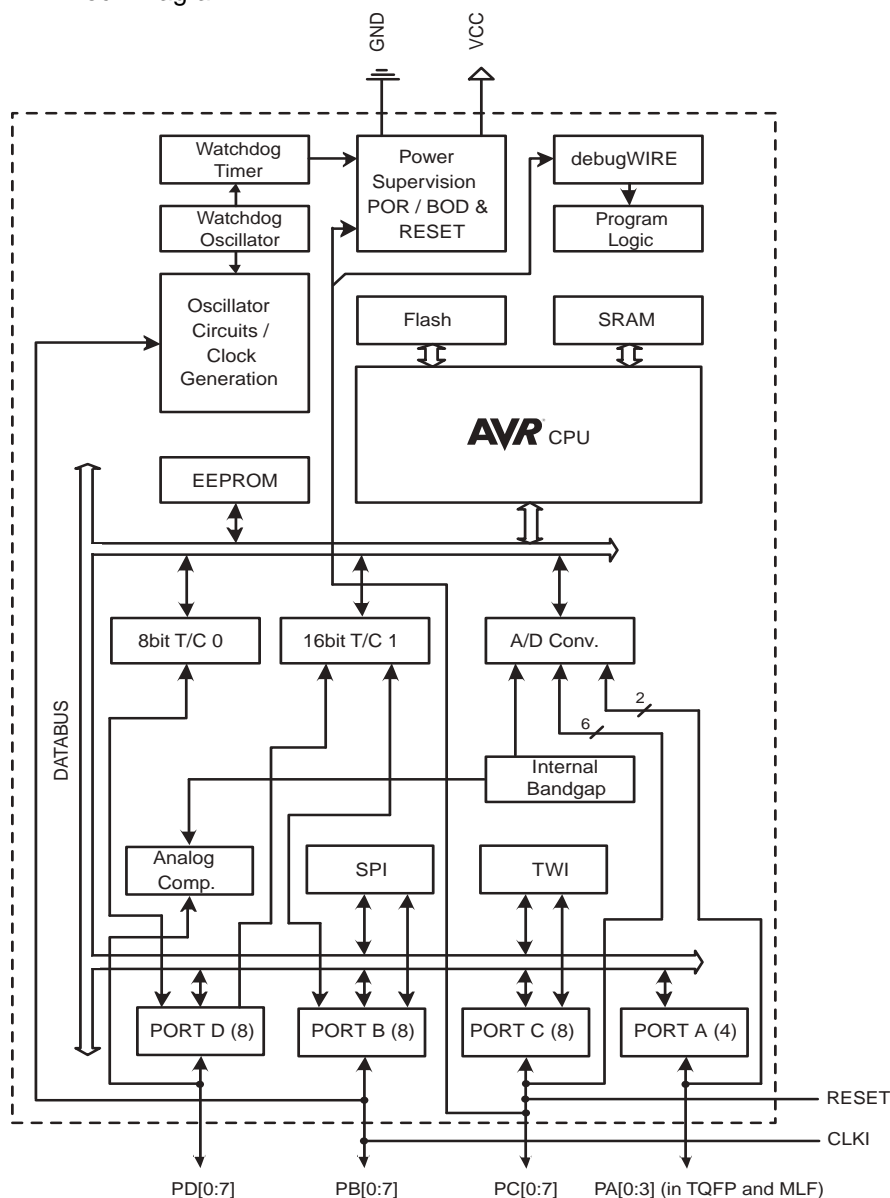 GND
VCC
Watchdog
Timer
Power
Supervision
POR / BOD &
RESET
debugWIRE
Watchdog
Oscillator
Program
Logic
Oscillator
Circuits /
Clock
Generation
Flash
SRAM
AVR CPU
EEPROM
DATABUS
8bit T/C 0
16bit T/C 1
A/D Conv.
2
6
Internal
Bandgap
Analog
Comp.
SPI
TWI
PORT D (8)
PORT B (8)
PORT C (8)
PORT A (4)
RESET
CLKI
PD[0:7]
PB[0:7]
PC[0:7]
PA[0:3] (in TQFP and MLF)